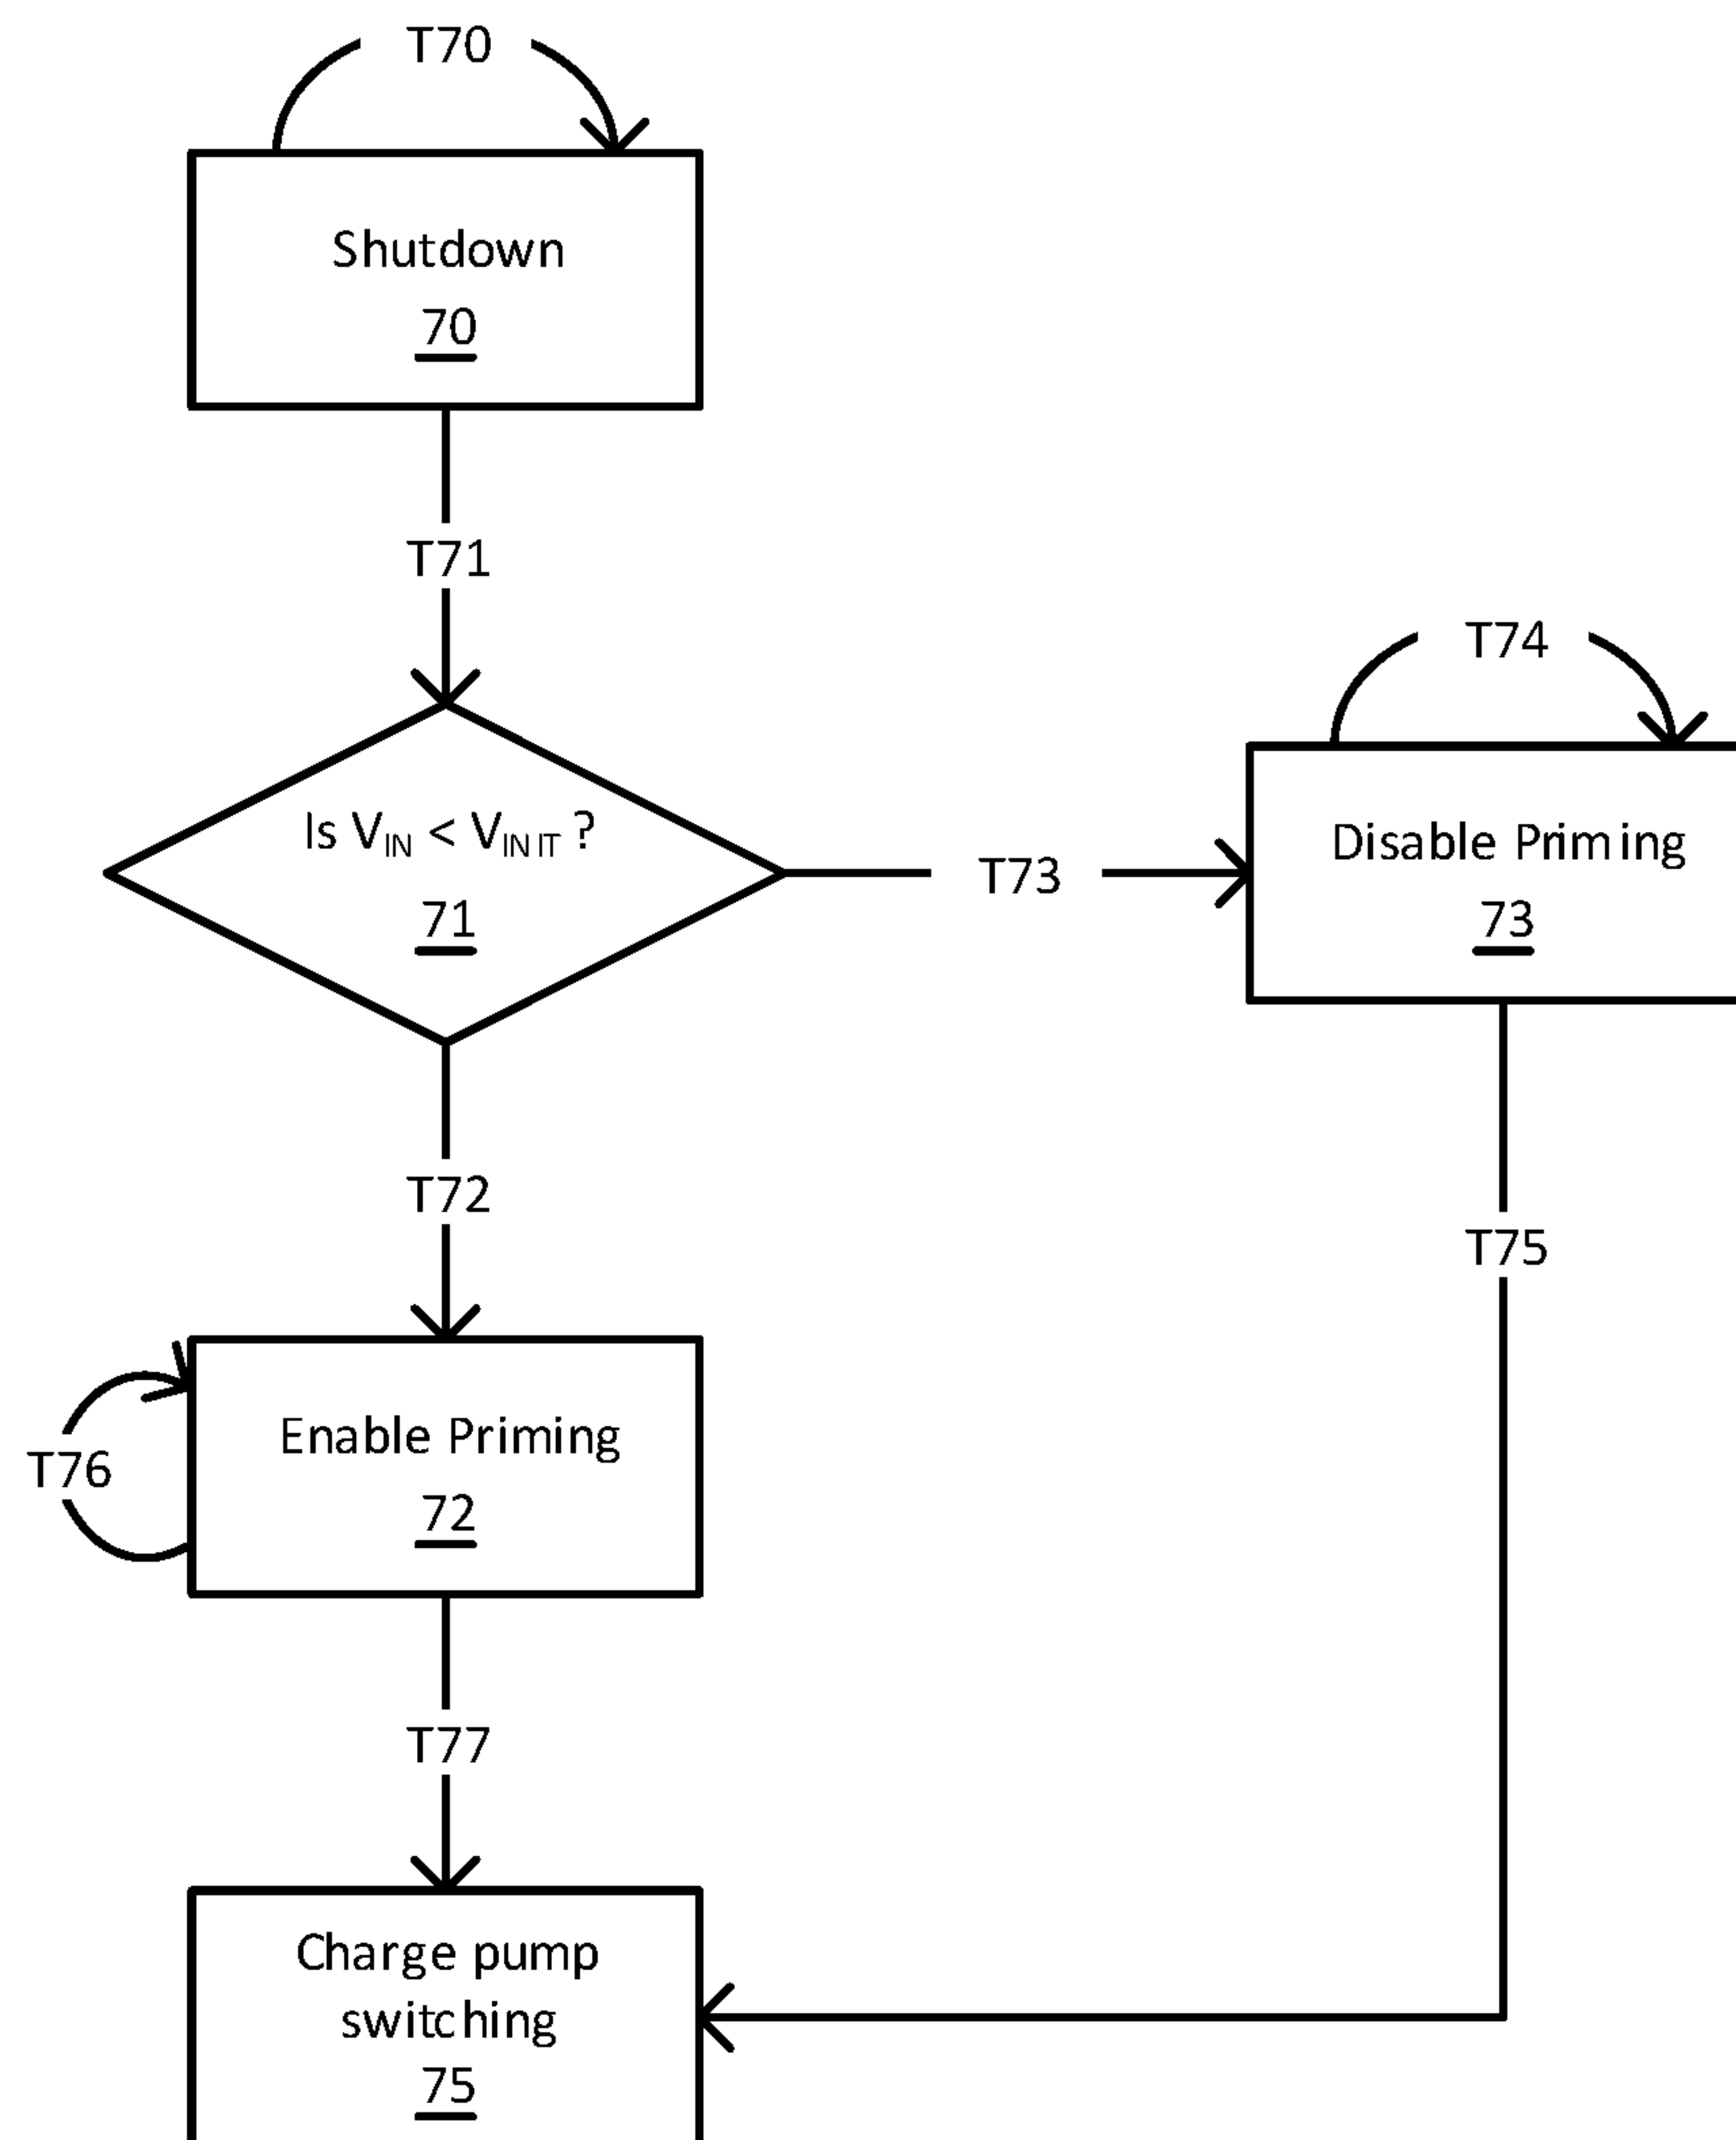 T70
Shutdown
70
T71
Is VIN < VINIT ?
71
T73
T74
Disable Priming
73
T72
T75
Enable Priming
72
T76
T77
Charge pump
switching
75